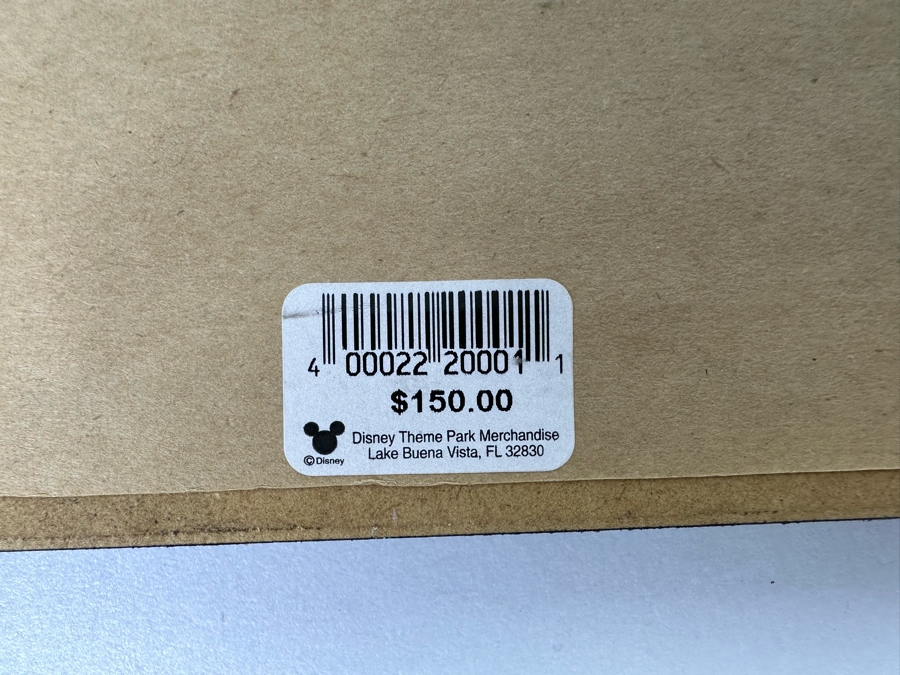 4 00022 20001 1
$150.00
Disney Theme Park Merchandise
Lake Buena Vista, FL 32830
©Disney